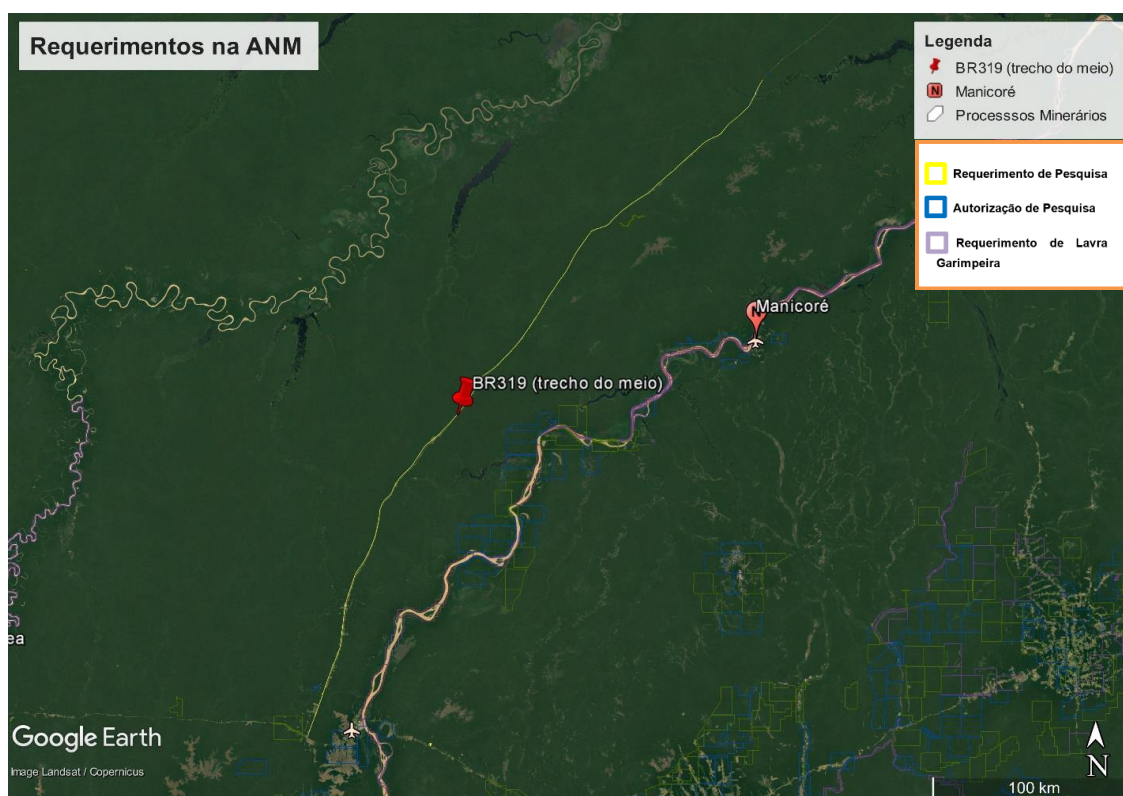 Requerimentos na ANM
Legenda
BR319 (trecho do meio)
N Manicoré
Processsos Minerários
Requerimento de Pesquisa
Autorização de Pesquisa
Requerimento de Lavra
Garimpeira
N Manicoré
BR319 (trecho do meio)
ea
Google Earth
Image Landsat / Copernicus
N
100 km